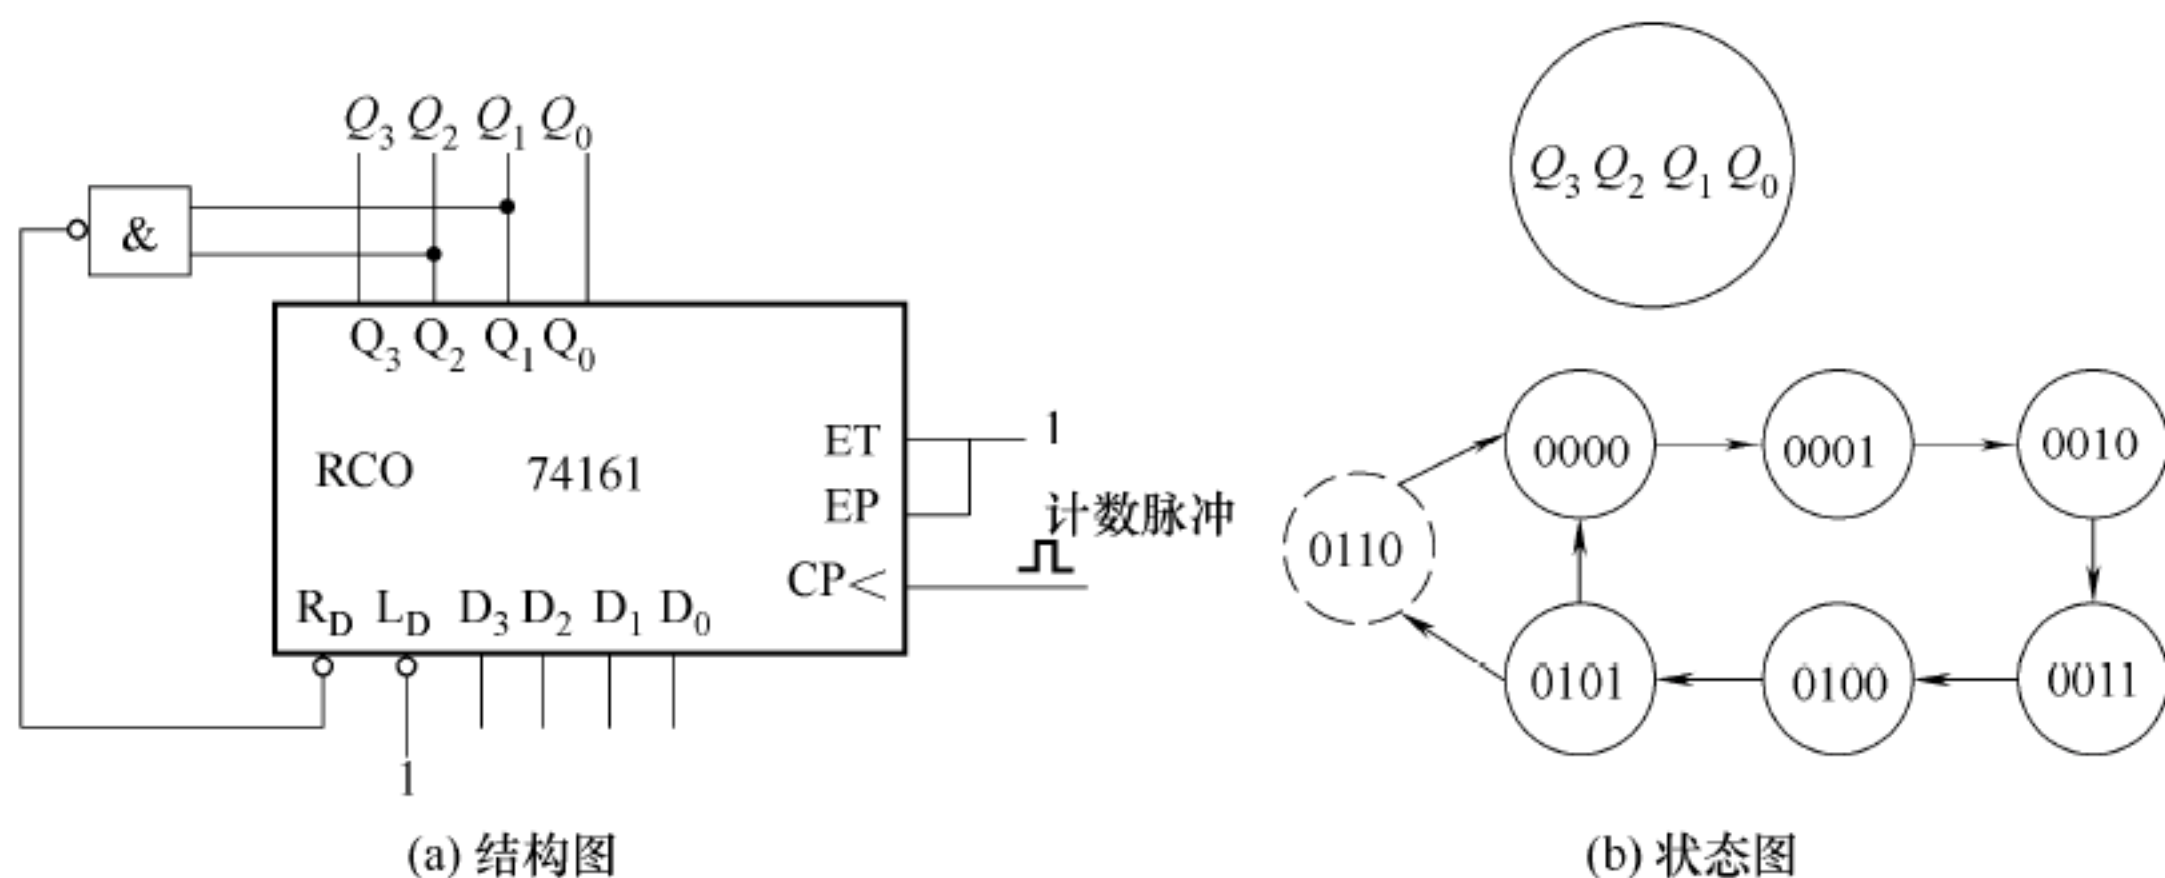 Q3 Q2 Q1 Q0
&
Q3 Q2 Q1 Q0
RCO 74161
ET
EP
CP<
1
计数脉冲
RD LD D3 D2 D1 D0
1
(a) 结构图
Q3 Q2 Q1 Q0
0000 0001 0010
0110
0101 0100 0011
(b) 状态图